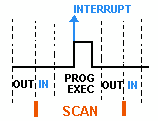 INTERRUPT
OUT IN PROG EXEC OUT IN
SCAN